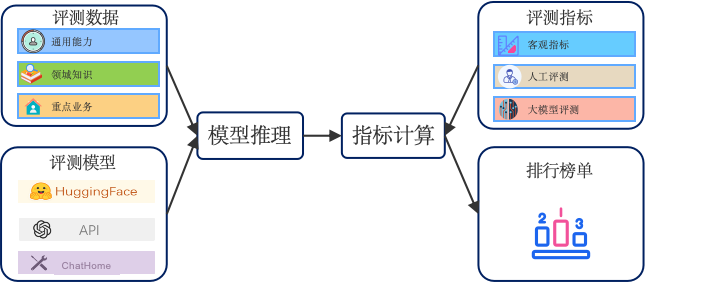 评测数据
通用能力
领域知识
重点业务
评测模型
HuggingFace
API
ChatHome
模型推理
指标计算
评测指标
客观指标
人工评测
大模型评测
排行榜单
2
3